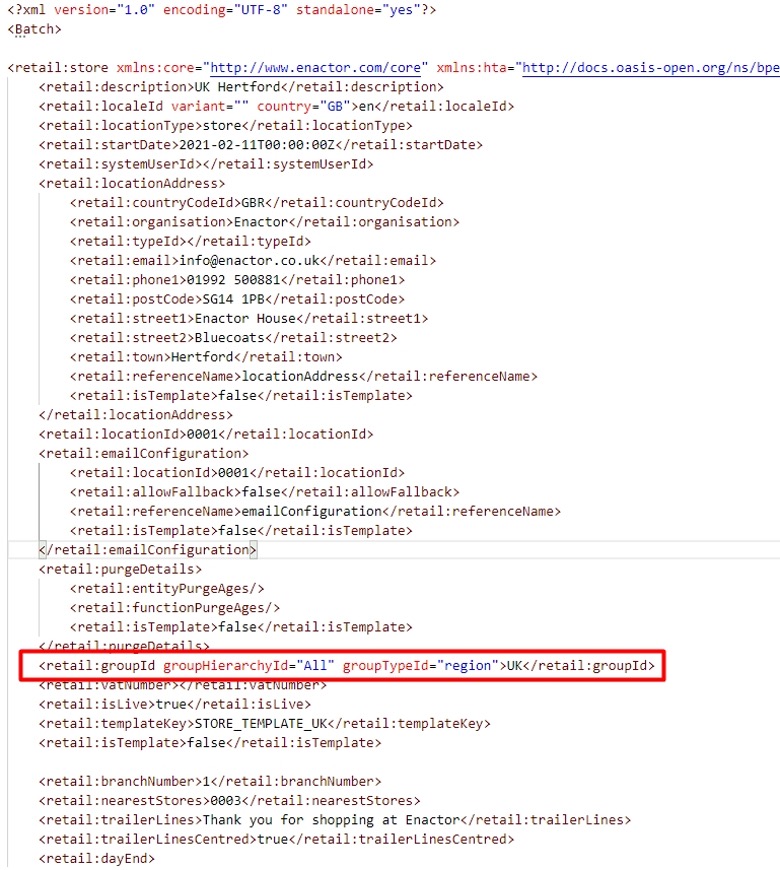 <?xml version="1.0" encoding="UTF-8" standalone="yes"?>
<Batch>
<retail:store xmlns:core="http://www.enactor.com/core" xmlns:hta="http://docs.oasis-open.org/ns/bpe
<retail:description>UK Hertford</retail:description>
<retail:localeId variant="" country="GB">en</retail:localeId>
<retail:locationType>store</retail:locationType>
<retail:startDate>2021-02-11T00:00:00Z</retail:startDate>
<retail:systemUserId></retail:systemUserId>
<retail:locationAddress>
<retail:countryCodeId>GBR</retail:countryCodeId>
<retail:organisation>Enactor</retail:organisation>
<retail:typeId></retail:typeId>
<retail:email>info@enactor.co.uk</retail:email>
<retail:phone1>01992 500881</retail:phone1>
<retail:postCode>SG14 1PB</retail:postCode>
<retail:street1>Enactor House</retail:street1>
<retail:street2>Bluecoats</retail:street2>
<retail:town>Hertford</retail:town>
<retail:referenceName>locationAddress</retail:referenceName>
<retail:isTemplate>false</retail:isTemplate>
</retail:locationAddress>
<retail:locationId>0001</retail:locationId>
<retail:emailConfiguration>
<retail:locationId>0001</retail:locationId>
<retail:allowFallback>false</retail:allowFallback>
<retail:referenceName>emailConfiguration</retail:referenceName>
<retail:isTemplate>false</retail:isTemplate>
</retail:emailConfiguration>
<retail:purgeDetails>
<retail:entityPurgeAges/>
<retail:functionPurgeAges/>
<retail:isTemplate>false</retail:isTemplate>
</retail:purgeDetails>
<retail:groupId groupHierarchyId="All" groupTypeId="region">UK</retail:groupId>
<retail:vatNumber></retail:vatNumber>
<retail:isLive>true</retail:isLive>
<retail:templateKey>STORE_TEMPLATE_UK</retail:templateKey>
<retail:isTemplate>false</retail:isTemplate>
<retail:branchNumber>1</retail:branchNumber>
<retail:nearestStores>0003</retail:nearestStores>
<retail:trailerLines>Thank you for shopping at Enactor</retail:trailerLines>
<retail:trailerLinesCentred>true</retail:trailerLinesCentred>
<retail:dayEnd>